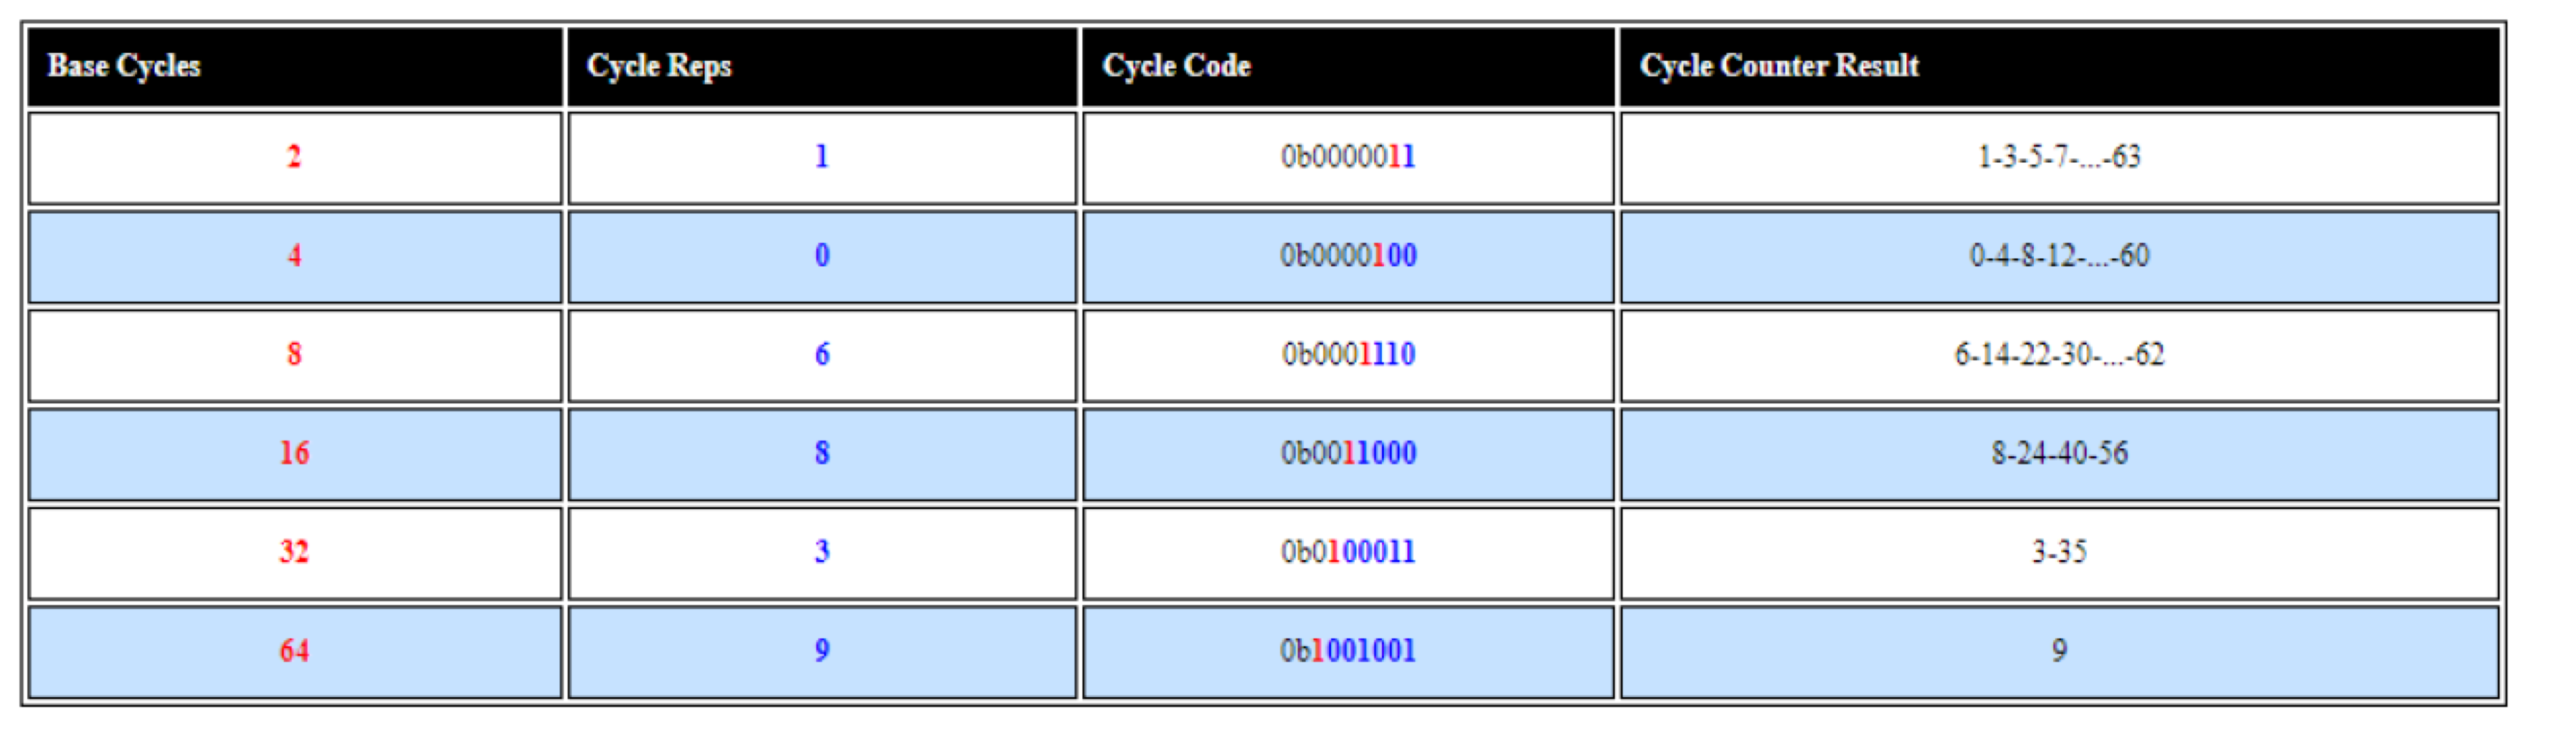 Base Cycles Cycle Reps Cycle Code Cycle Counter Result
2 1 0b0000011 1-3-5-7-...-63
4 0 0b0000100 0-4-8-12-...-60
8 6 0b0001110 6-14-22-30-...-62
16 8 0b0011000 8-24-40-56
32 3 0b0100011 3-35
64 9 0b1001001 9